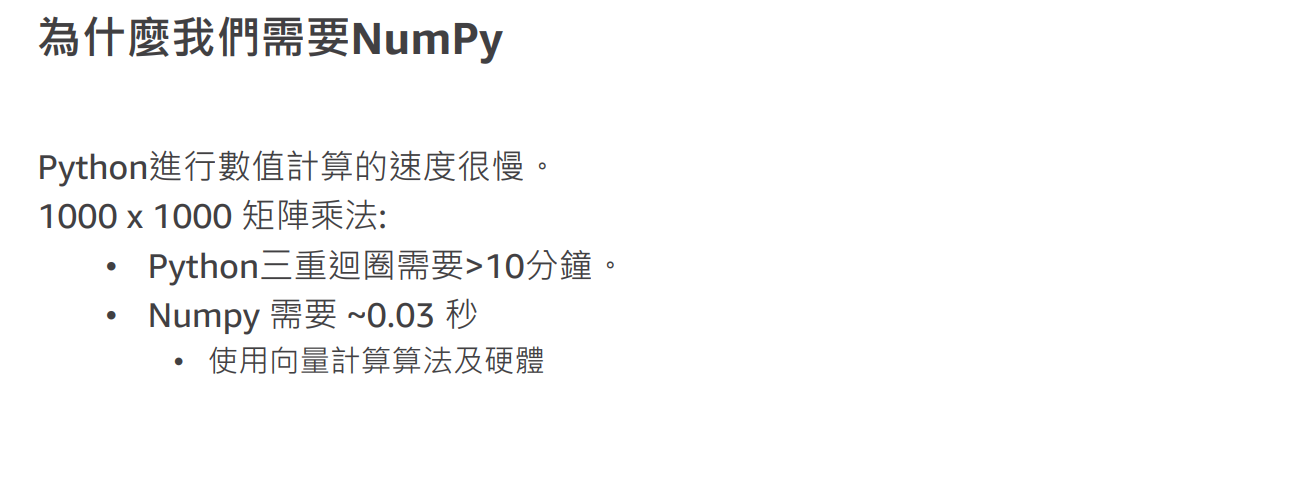 為什麼我們需要NumPy
Python進行數值計算的速度很慢。
1000 x 1000 矩陣乘法:
• Python三重迴圈需要>10分鐘。
• Numpy 需要 ~0.03 秒
• 使用向量計算算法及硬體